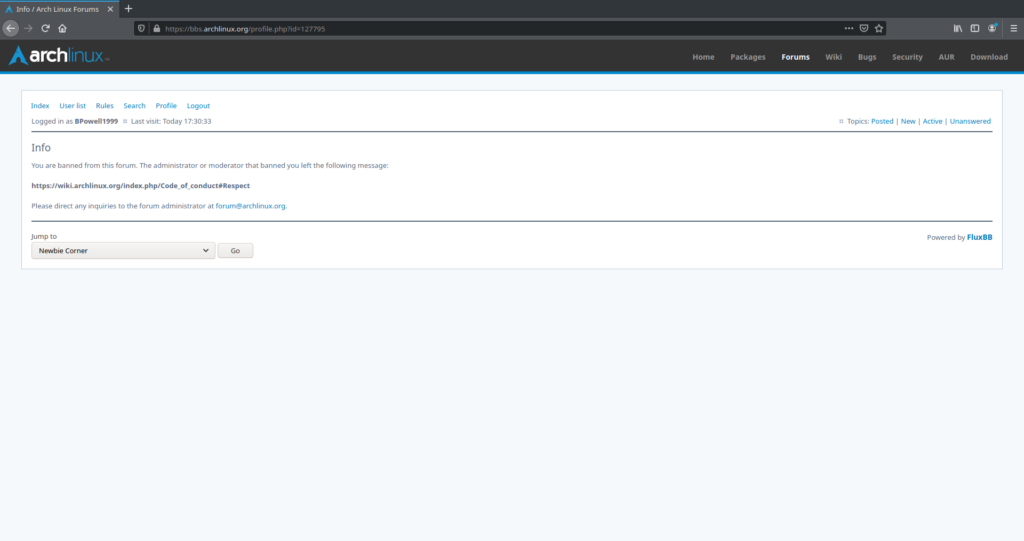 Info / Arch Linux Forums
https://bbs.archlinux.org/profile.php?id=127795
archlinux
Home Packages Forums Wiki Bugs Security AUR Download
Index User list Rules Search Profile Logout
Logged in as BPowell1999 Last visit: Today 17:30:33
Topics: Posted | New | Active | Unanswered
Info
You are banned from this forum. The administrator or moderator that banned you left the following message:
https://wiki.archlinux.org/index.php/Code_of_conduct#Respect
Please direct any inquiries to the forum administrator at forum@archlinux.org.
Jump to
Newbie Corner Go
Powered by FluxBB